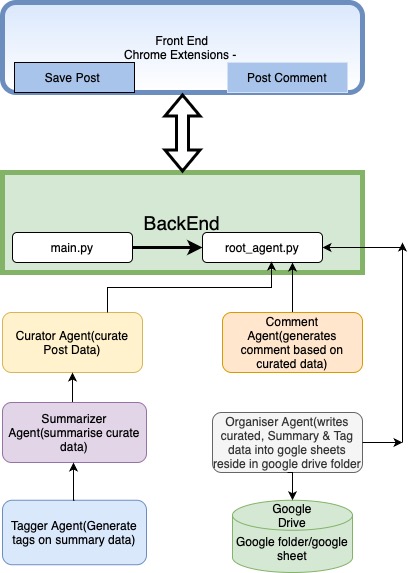 Front End
Chrome Extensions -
Save Post
Post Comment
BackEnd
main.py
root_agent.py
Curator Agent(curate
Post Data)
Comment
Agent(generates
comment based on
curated data)
Summarizer
Agent(summarise curate
data)
Organiser Agent(writes
curated, Summary & Tag
data into gogle sheets
reside in google drive folder
Tagger Agent(Generate
tags on summary data)
Google
Drive
Google folder/google
sheet